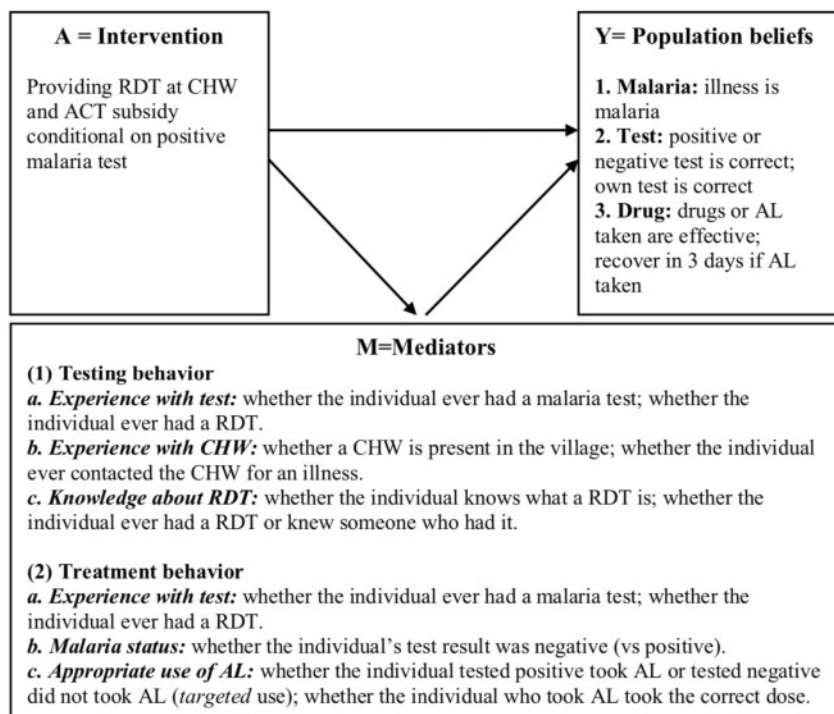 A = Intervention
Providing RDT at CHW
and ACT subsidy
conditional on positive
malaria test
Y= Population beliefs
1. Malaria: illness is
malaria
2. Test: positive or
negative test is correct;
own test is correct
3. Drug: drugs or AL
taken are effective;
recover in 3 days if AL
taken
M=Mediators
(1) Testing behavior
a. Experience with test: whether the individual ever had a malaria test; whether the
individual ever had a RDT.
b. Experience with CHW: whether a CHW is present in the village; whether the individual
ever contacted the CHW for an illness.
c. Knowledge about RDT: whether the individual knows what a RDT is; whether the
individual ever had a RDT or knew someone who had it.
(2) Treatment behavior
a. Experience with test: whether the individual ever had a malaria test; whether the
individual ever had a RDT.
b. Malaria status: whether the individual's test result was negative (vs positive).
c. Appropriate use of AL: whether the individual tested positive took AL or tested negative
did not took AL (targeted use); whether the individual who took AL took the correct dose.